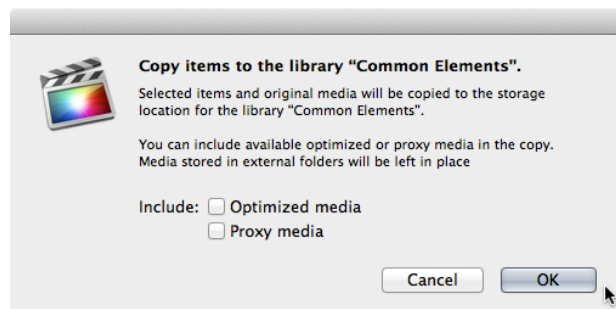 Copy items to the library “Common Elements".
Selected items and original media will be copied to the storage
location for the library “Common Elements”.
You can include available optimized or proxy media in the copy.
Media stored in external folders will be left in place
Include: Optimized media
Proxy media
Cancel OK